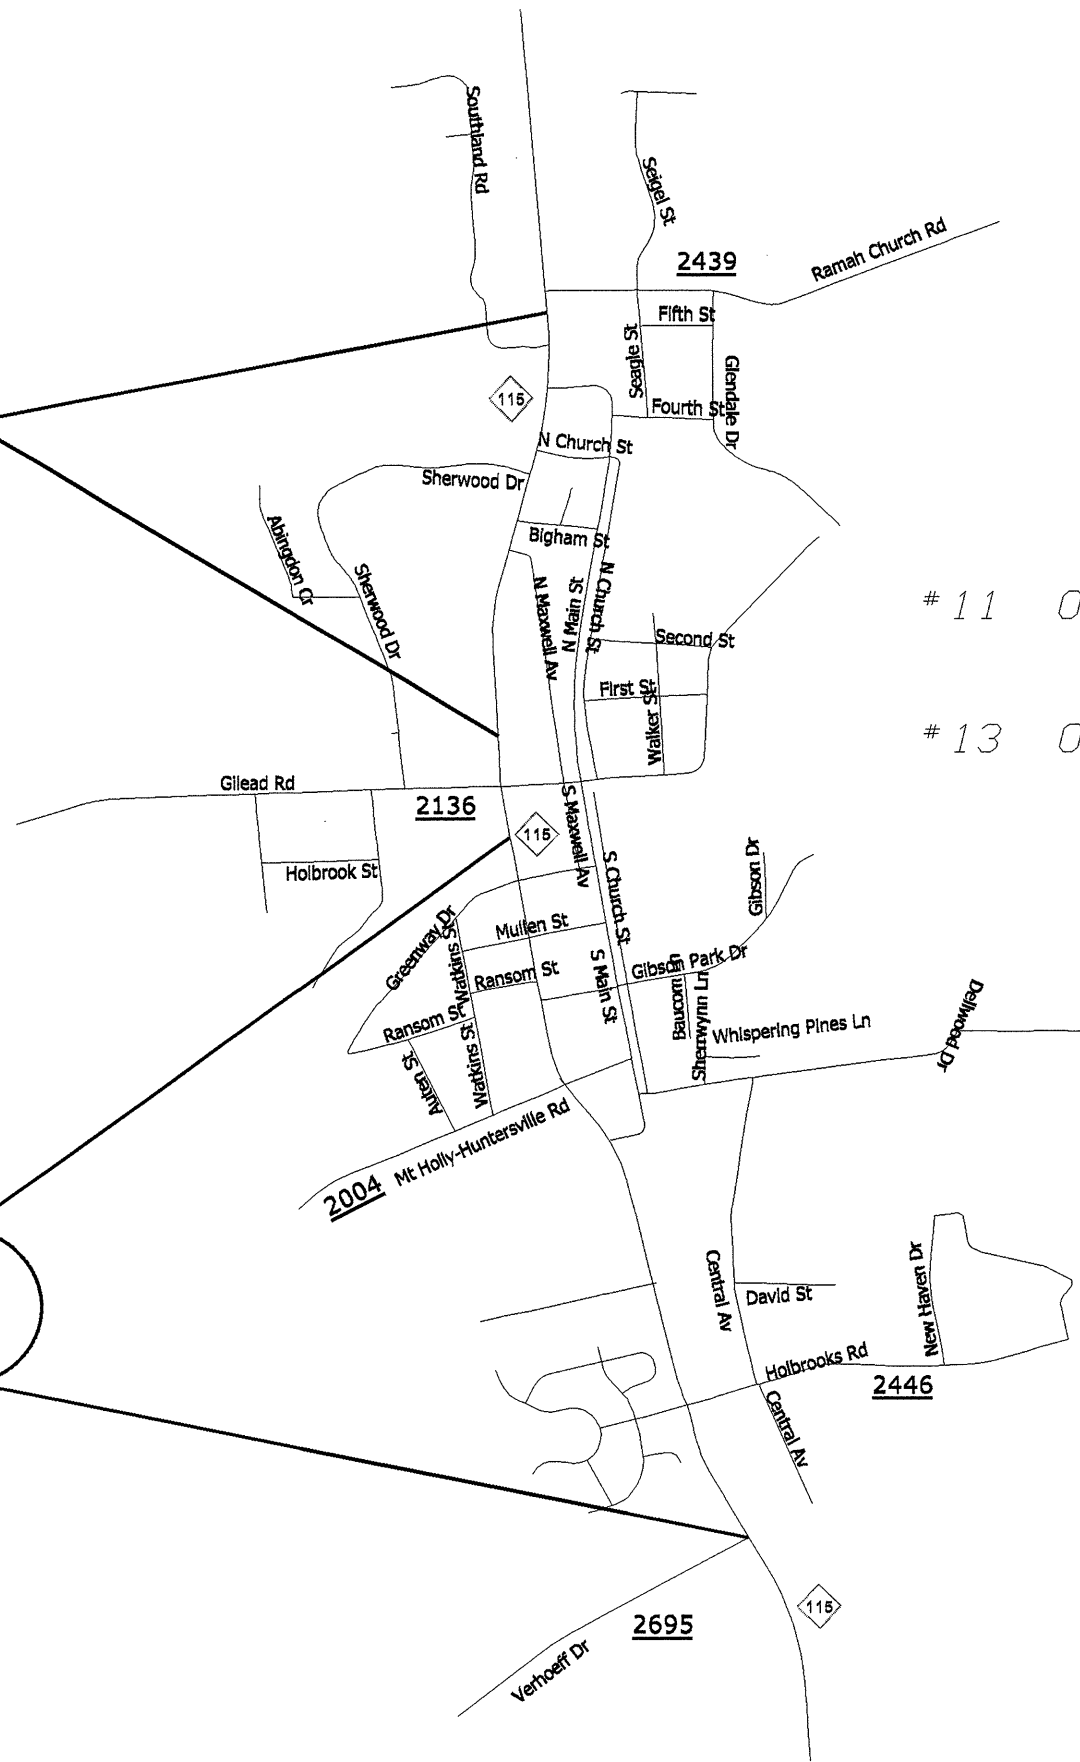 Southland Rd
Seigel St
2439
Ramah Church Rd
Fifth St
Seagle St
Glendale Dr
115
Fourth St
N Church St
Sherwood Dr
Abingdon Cr
Bigham St
Sherwood Dr
N Maxwell Av
N Main St
N Church St
#11 0
Second St
First St
Walker St
#13 0
Gilead Rd
2136
115
S Maxwell Av
Holbrook St
S Church St
Gibson Dr
Greenway Dr
Watkins St
Mullen St
Ransom St
S Main St
Gibson Park Dr
Baucom
Sherwynn Ln
Whispering Pines Ln
Dellwood Dr
Ransom St
Auten St
Watkins St
Mt Holly-Huntersville Rd
2004
Central Av
David St
New Haven Dr
Holbrooks Rd
2446
Central Av
115
2695
Verhoeff Dr